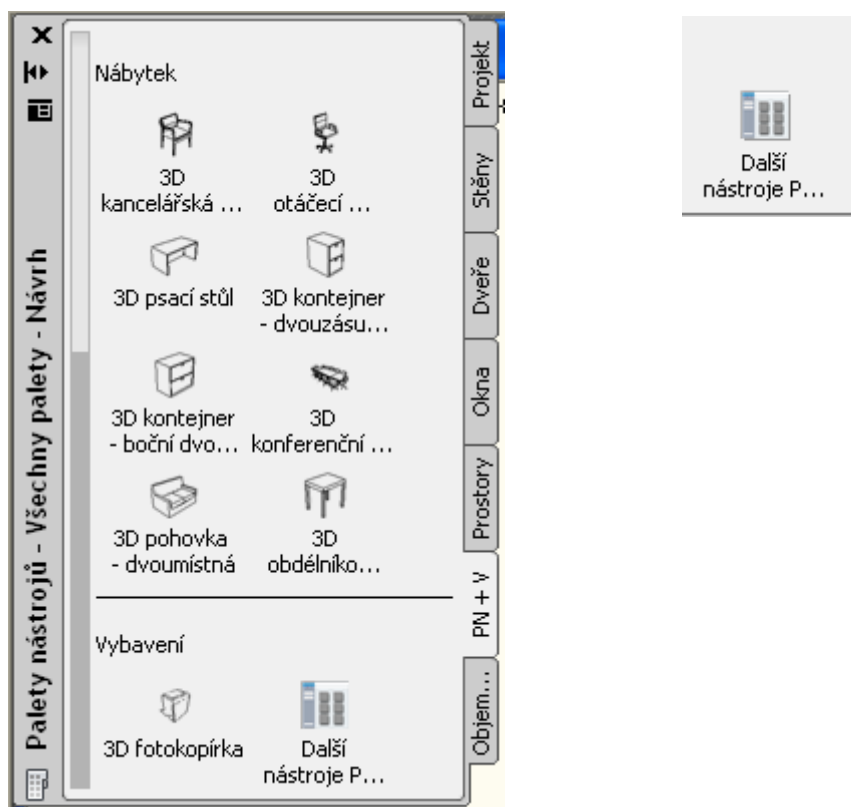 Palety nástrojů - Všechny palety - Návrh
Nábytek
3D
kancelářská ...
3D
otáčecí ...
3D psací stůl
3D kontejner
- dvouzásu...
3D kontejner
- boční dvo...
3D
konferenční ...
3D pohovka
- dvoumístná
3D
obdélníko...
Vybavení
3D fotokopírka
Další
nástroje P...
Projekt
Stěny
Dveře
Okna
Prostory
PN + V
Objem...
Další
nástroje P...